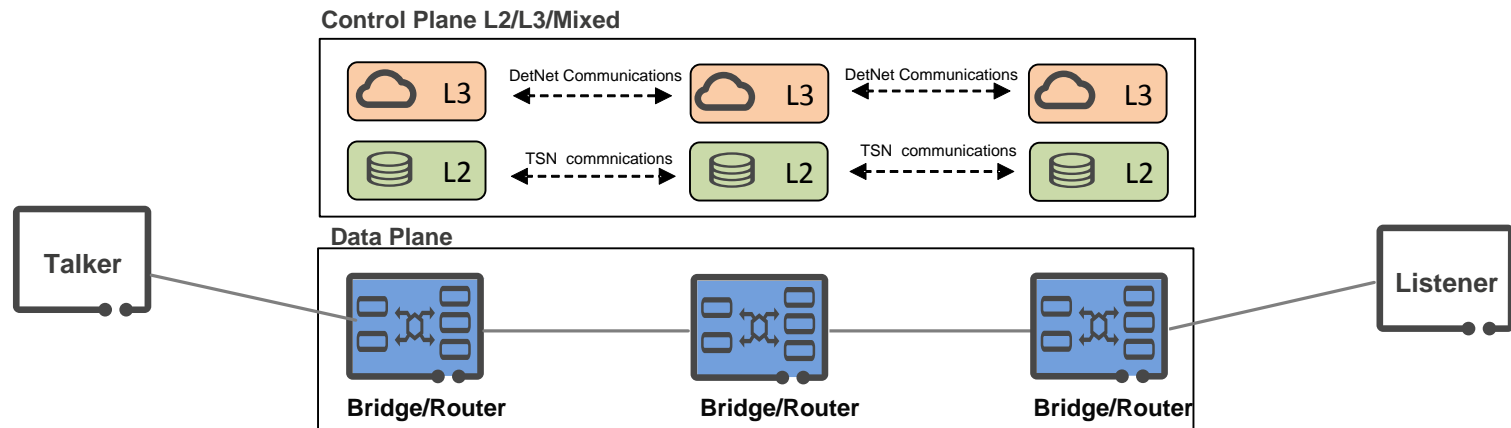 Control Plane L2/L3/Mixed
DetNet Communications
DetNet Communications
L3
L3
L3
TSN commnications
TSN communications
L2
L2
L2
Talker
Data Plane
Listener
Bridge/Router
Bridge/Router
Bridge/Router